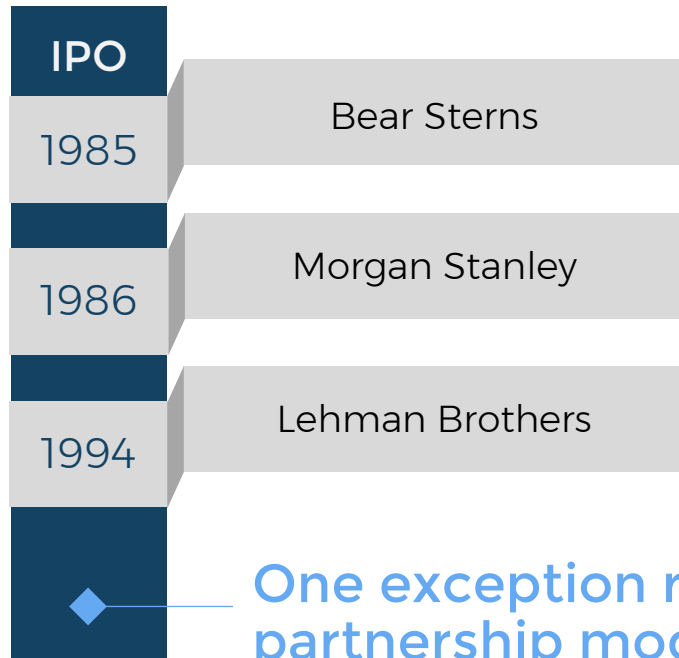 IPO
1985
Bear Sterns
1986
Morgan Stanley
1994
Lehman Brothers
One exception
partnership